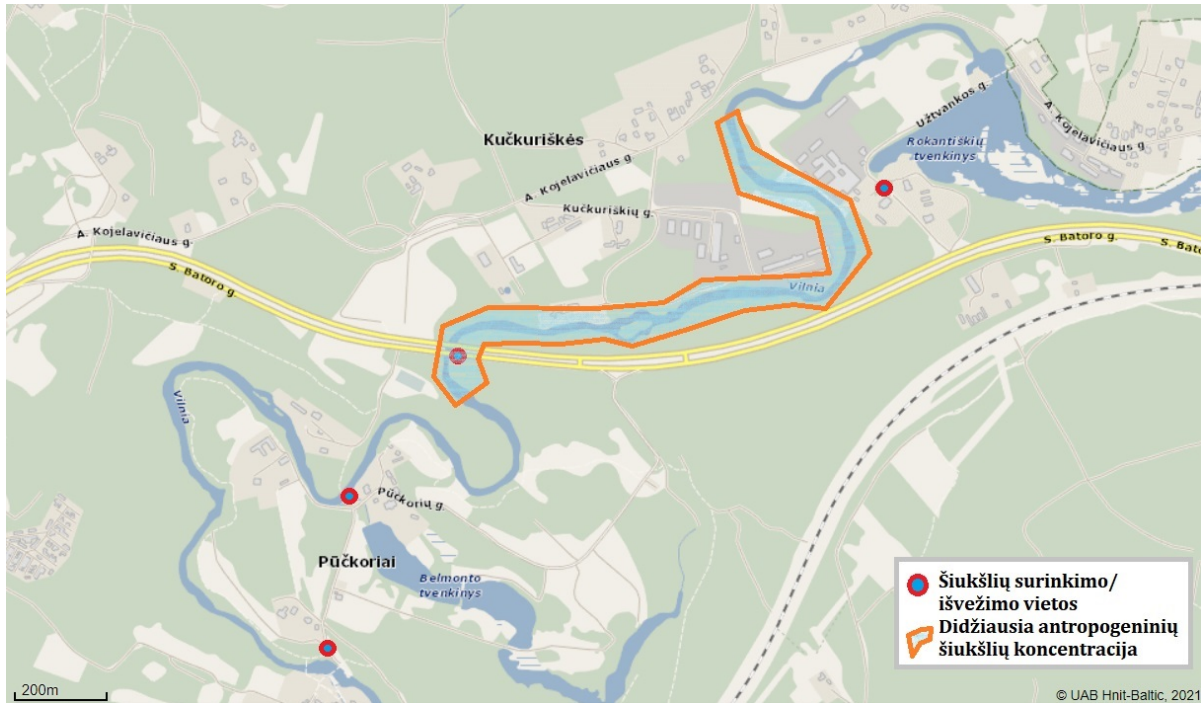 Užtvankos g.
A. Kojelavičiaus g.
Rokantiškių
tvenkinys
Kučkuriškės
A. Kojelavičiaus g.
Kučkuriškių g.
A. Kojelavičiaus g.
S. Batoro g.
S. Batoro g.
S. Bato
Vilnia
Vilnia
Pūčkorių g.
Pūčkoriai
Belmonto
tvenkinys
Šiukšlių surinkimo/
išvežimo vietos
Didžiausia antropogeninių
šiukšlių koncentracija
200m
© UAB Hnit-Baltic, 2021